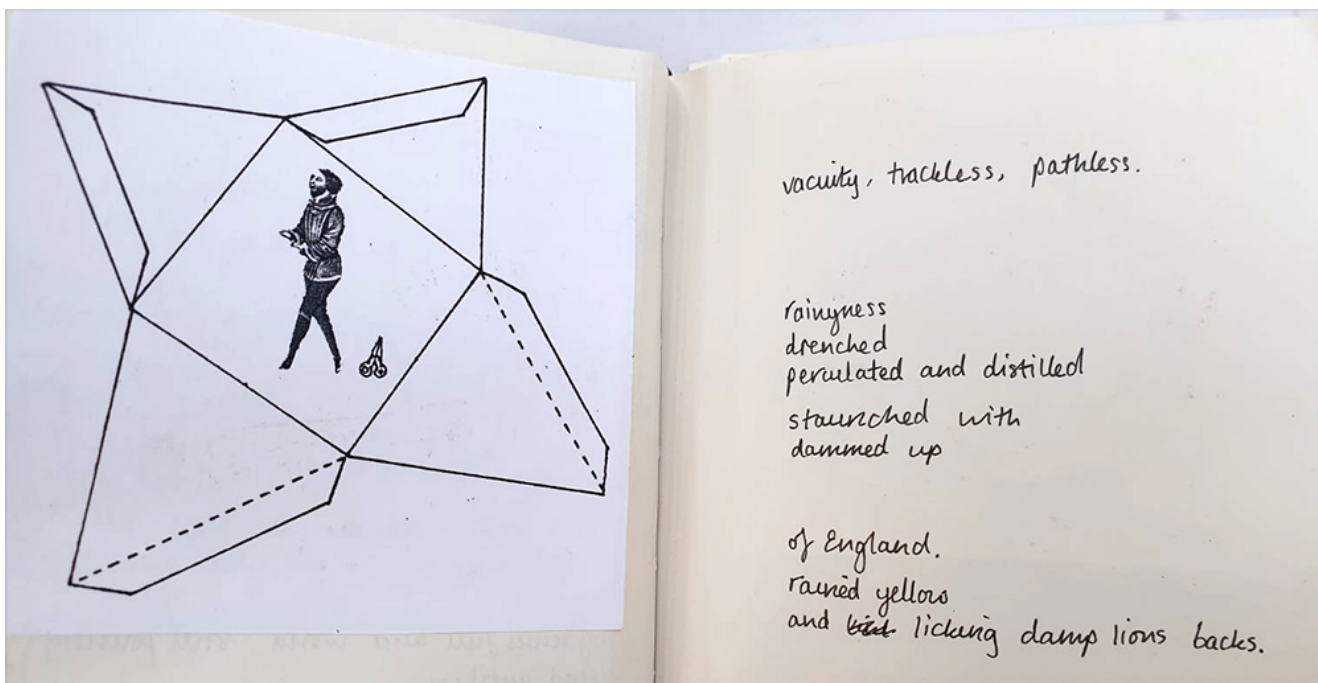 vacuity, trackless, pathless.
rainyness
drenched
perculated and distilled
staunched with
dammed up
of England.
rained yellow
and licking damp lions backs.